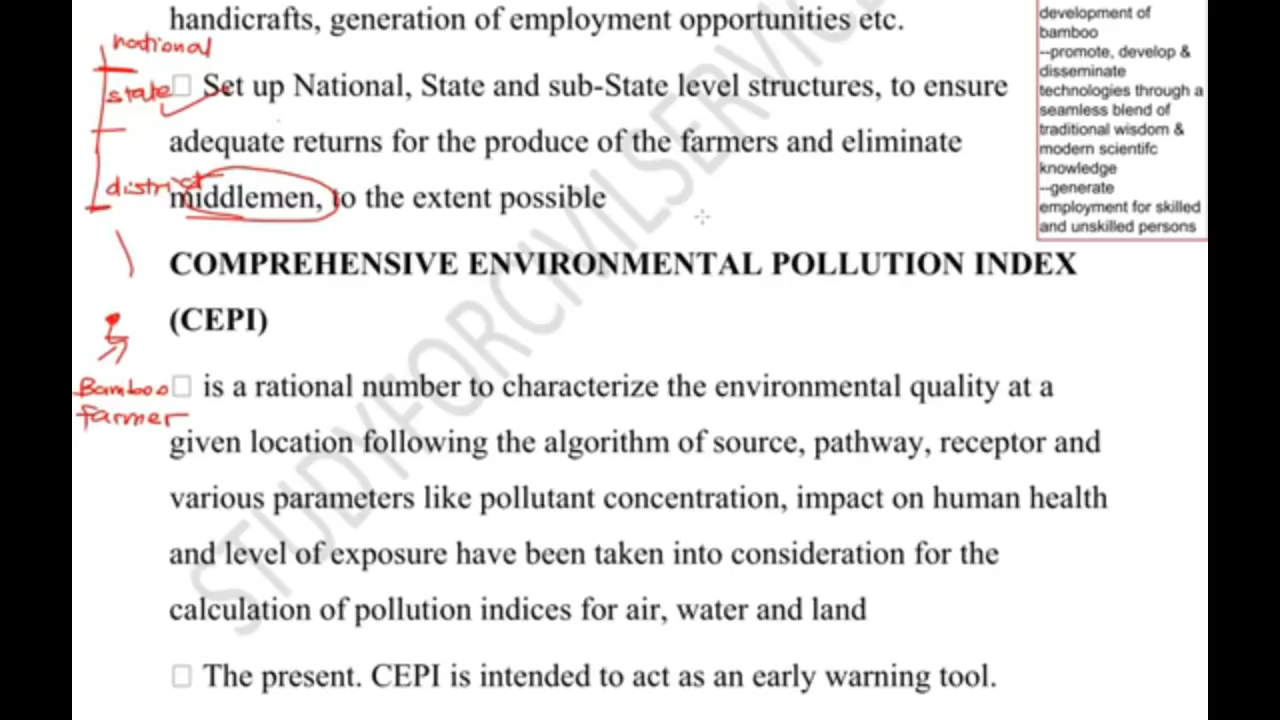 handicrafts, generation of employment opportunities etc.
national
state
□ Set up National, State and sub-State level structures, to ensure
adequate returns for the produce of the farmers and eliminate
district
middlemen, to the extent possible
development of
bamboo
--promote, develop &
disseminate
technologies through a
seamless blend of
traditional wisdom &
modern scientifc
knowledge
--generate
employment for skilled
and unskilled persons
COMPREHENSIVE ENVIRONMENTAL POLLUTION INDEX
(CEPI)
Bamboo
farmer
□ is a rational number to characterize the environmental quality at a
given location following the algorithm of source, pathway, receptor and
various parameters like pollutant concentration, impact on human health
and level of exposure have been taken into consideration for the
calculation of pollution indices for air, water and land
□ The present. CEPI is intended to act as an early warning tool.
STUDYFORCIVILSERVIC